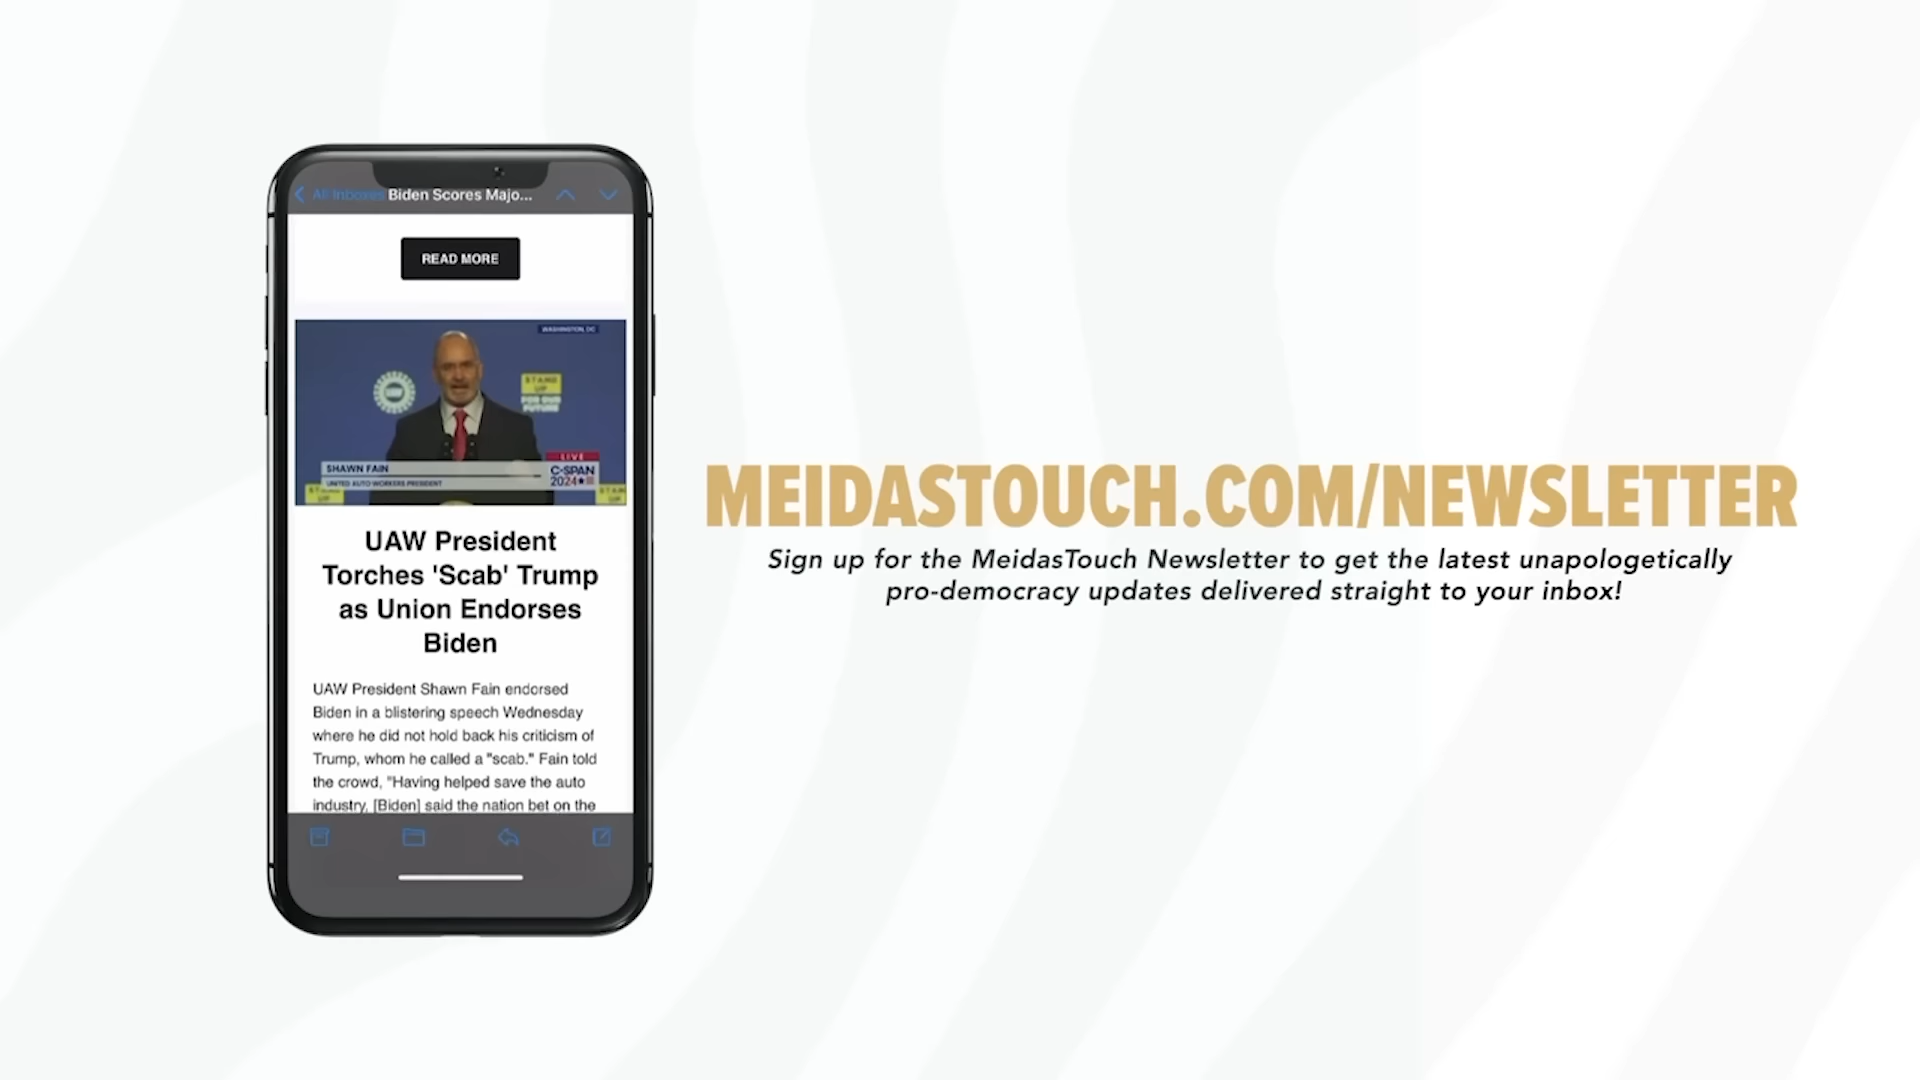 All Inboxes Biden Scores Majo...
READ MORE
WASHINGTON, DC
STAND
UP
FOR OUR
FUTURE
LIVE
SHAWN FAIN
UNITED AUTO WORKERS PRESIDENT
C-SPAN
2024
UAW President
Torches 'Scab' Trump
as Union Endorses
Biden
UAW President Shawn Fain endorsed
Biden in a blistering speech Wednesday
where he did not hold back his criticism of
Trump, whom he called a "scab." Fain told
the crowd, "Having helped save the auto
industry, [Biden] said the nation bet on the
MEIDASTOUCH.COM/NEWSLETTER
Sign up for the MeidasTouch Newsletter to get the latest unapologetically
pro-democracy updates delivered straight to your inbox!